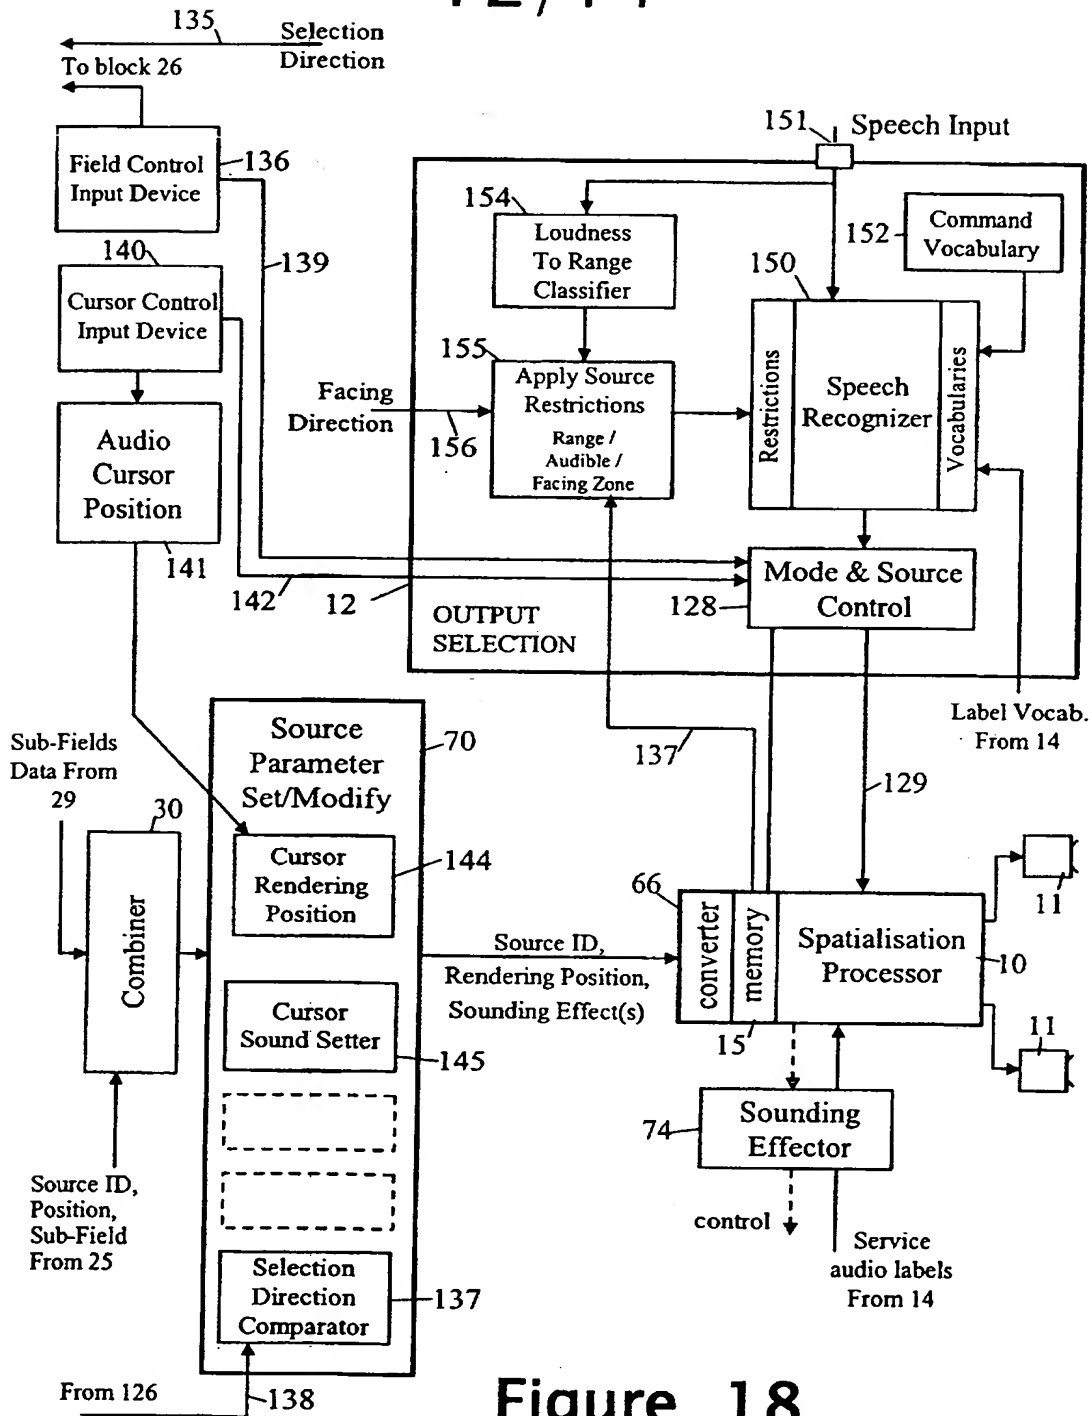 12/14
135
Selection
Direction
To block 26
Field Control
Input Device
136
140
139
Cursor Control
Input Device
Audio
Cursor
Position
141
142
12
151
Speech Input
154
Loudness
To Range
Classifier
152
Command
Vocabulary
150
155
Apply Source
Restrictions
Range /
Audible /
Facing Zone
Facing
Direction
156
Restrictions
Speech
Recognizer
Vocabularies
Mode & Source
Control
128
OUTPUT
SELECTION
Label Vocab.
From 14
137
129
Sub-Fields
Data From
29
30
Combiner
Source
Parameter
Set/Modify
70
Cursor
Rendering
Position
144
Cursor
Sound Setter
145
Selection
Direction
Comparator
137
Source ID,
Position,
Sub-Field
From 25
From 126
138
Source ID,
Rendering Position,
Sounding Effect(s)
66
converter
memory
15
Spatialisation
Processor
10
11
11
74
Sounding
Effector
control
Service
audio labels
From 14
Figure 18